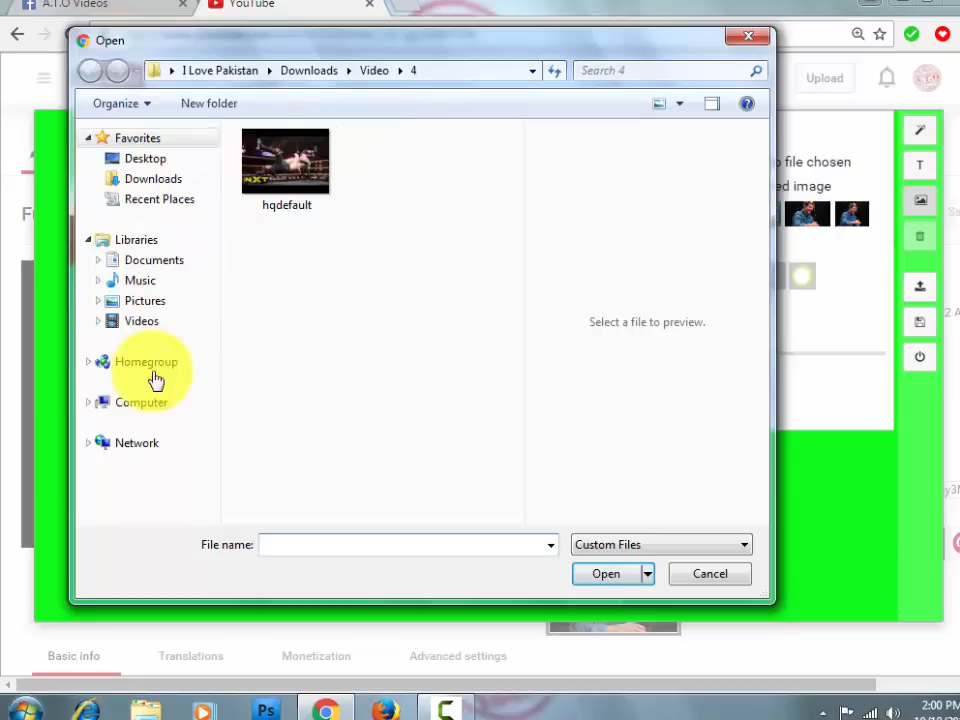 A.T.O Videos
YouTube
Open
I Love Pakistan
Downloads
Video
4
Search 4
Upload
Organize
New folder
Favorites
Desktop
Downloads
Recent Places
Libraries
Documents
Music
Pictures
Videos
Homegroup
Computer
Network
NXT
hqdefault
Select a file to preview.
file chosen
image
T
File name:
Custom Files
Open
Cancel
Basic info
Translations
Monetization
Advanced settings
Ps
2:00 PM